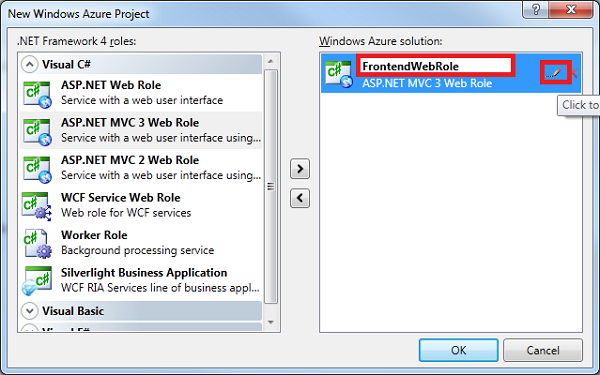 New Windows Azure Project
.NET Framework 4 roles:
Visual C#
ASP.NET Web Role
Service with a web user interface
ASP.NET MVC 3 Web Role
Service with a web user interface using...
ASP.NET MVC 2 Web Role
Service with a web user interface using...
WCF Service Web Role
Web role for WCF services
Worker Role
Background processing service
Silverlight Business Application
WCF RIA Services line of business appl...
Visual Basic
Visual F#
Windows Azure solution:
FrontendWebRole
ASP.NET MVC 3 Web Role
Click to
OK
Cancel